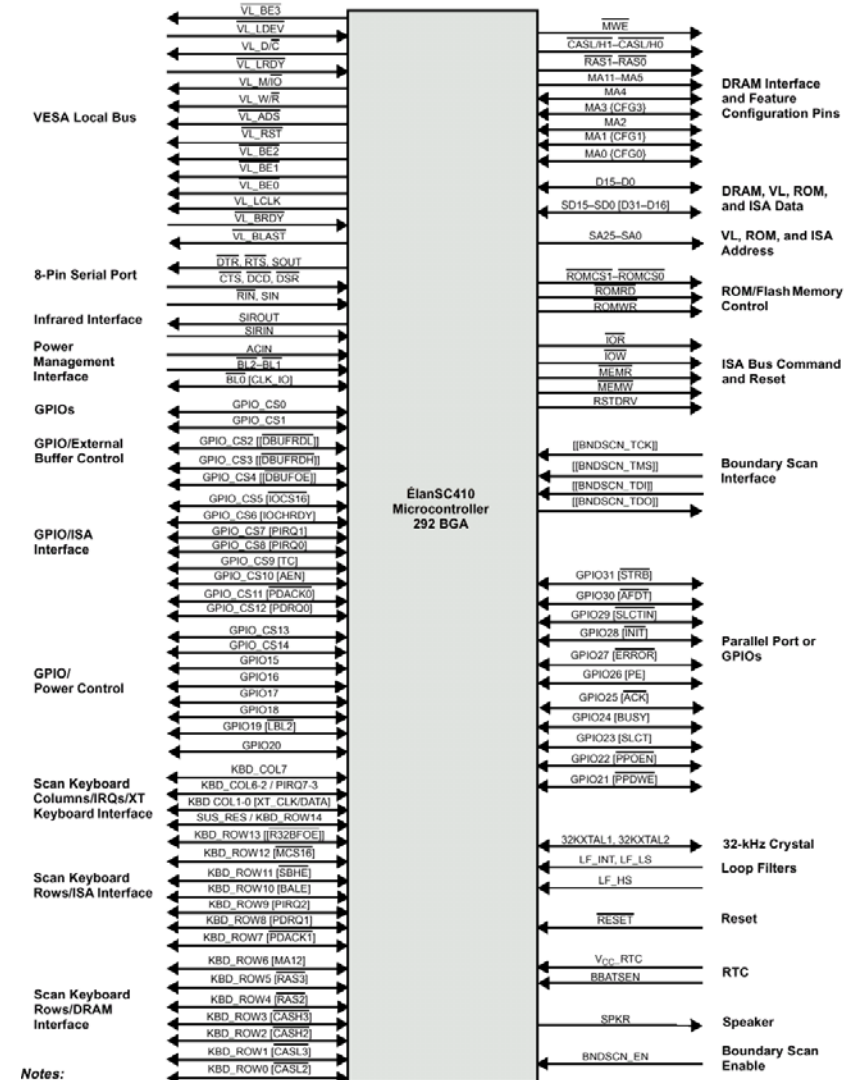 VESA Local Bus
VL_BE3
VL_LDEV
VL_D/C
VL_LRDY
VL_M/IO
VL_W/R
VL_ADS
VL_RST
VL_BE2
VL_BE1
VL_BE0
VL_LCLK
VL_BRDY
VL_BLAST
8-Pin Serial Port
DTR, RTS, SOUT
CTS, DCD, DSR
RIN, SIN
Infrared Interface
SIROUT
SIRIN
Power
Management
Interface
ACIN
BL2–BL1
BL0 [CLK_IO]
GPIOs
GPIO_CS0
GPIO_CS1
GPIO/External
Buffer Control
GPIO_CS2 [[DBUFRDL]]
GPIO_CS3 [[DBUFRDH]]
GPIO_CS4 [[DBUFOE]]
GPIO/ISA
Interface
GPIO_CS5 [IOCS16]
GPIO_CS6 [IOCHRDY]
GPIO_CS7 [PIRQ1]
GPIO_CS8 [PIRQ0]
GPIO_CS9 [TC]
GPIO_CS10 [AEN]
GPIO_CS11 [PDACK0]
GPIO_CS12 [PDRQ0]
GPIO/
Power Control
GPIO_CS13
GPIO_CS14
GPIO15
GPIO16
GPIO17
GPIO18
GPIO19 [LBL2]
GPIO20
Scan Keyboard
Columns/IRQs/XT
Keyboard Interface
KBD_COL7
KBD_COL6-2 / PIRQ7-3
KBD COL1-0 [XT_CLK/DATA]
SUS_RES / KBD_ROW14
KBD_ROW13 [[R32BFOE]]
Scan Keyboard
Rows/ISA Interface
KBD_ROW12 [MCS16]
KBD_ROW11 [SBHE]
KBD_ROW10 [BALE]
KBD_ROW9 [PIRQ2]
KBD_ROW8 [PDRQ1]
KBD_ROW7 [PDACK1]
Scan Keyboard
Rows/DRAM
Interface
KBD_ROW6 [MA12]
KBD_ROW5 [RAS3]
KBD_ROW4 [RAS2]
KBD_ROW3 [CASH3]
KBD_ROW2 [CASH2]
KBD_ROW1 [CASL3]
KBD_ROW0 [CASL2]
Notes:
ÉlanSC410
Microcontroller
292 BGA
MWE
CASL/H1–CASL/H0
RAS1–RAS0
MA11–MA5
MA4
MA3 {CFG3}
MA2
MA1 {CFG1}
MA0 {CFG0}
DRAM Interface
and Feature
Configuration Pins
D15–D0
SD15–SD0 [D31–D16]
DRAM, VL, ROM,
and ISA Data
SA25–SA0
VL, ROM, and ISA
Address
ROMCS1–ROMCS0
ROMRD
ROMWR
ROM/Flash Memory
Control
IOR
IOW
MEMR
MEMW
RSTDRV
ISA Bus Command
and Reset
[[BNDSCN_TCK]]
[[BNDSCN_TMS]]
[[BNDSCN_TDI]]
[[BNDSCN_TDO]]
Boundary Scan
Interface
GPIO31 [STRB]
GPIO30 [AFDT]
GPIO29 [SLCTIN]
GPIO28 [INIT]
GPIO27 [ERROR]
GPIO26 [PE]
GPIO25 [ACK]
GPIO24 [BUSY]
GPIO23 [SLCT]
GPIO22 [PPOEN]
GPIO21 [PPDWE]
Parallel Port or
GPIOs
32KXTAL1, 32KXTAL2
32-kHz Crystal
LF_INT, LF_LS
LF_HS
Loop Filters
RESET
Reset
VCC_RTC
BBATSEN
RTC
SPKR
Speaker
BNDSCN_EN
Boundary Scan
Enable